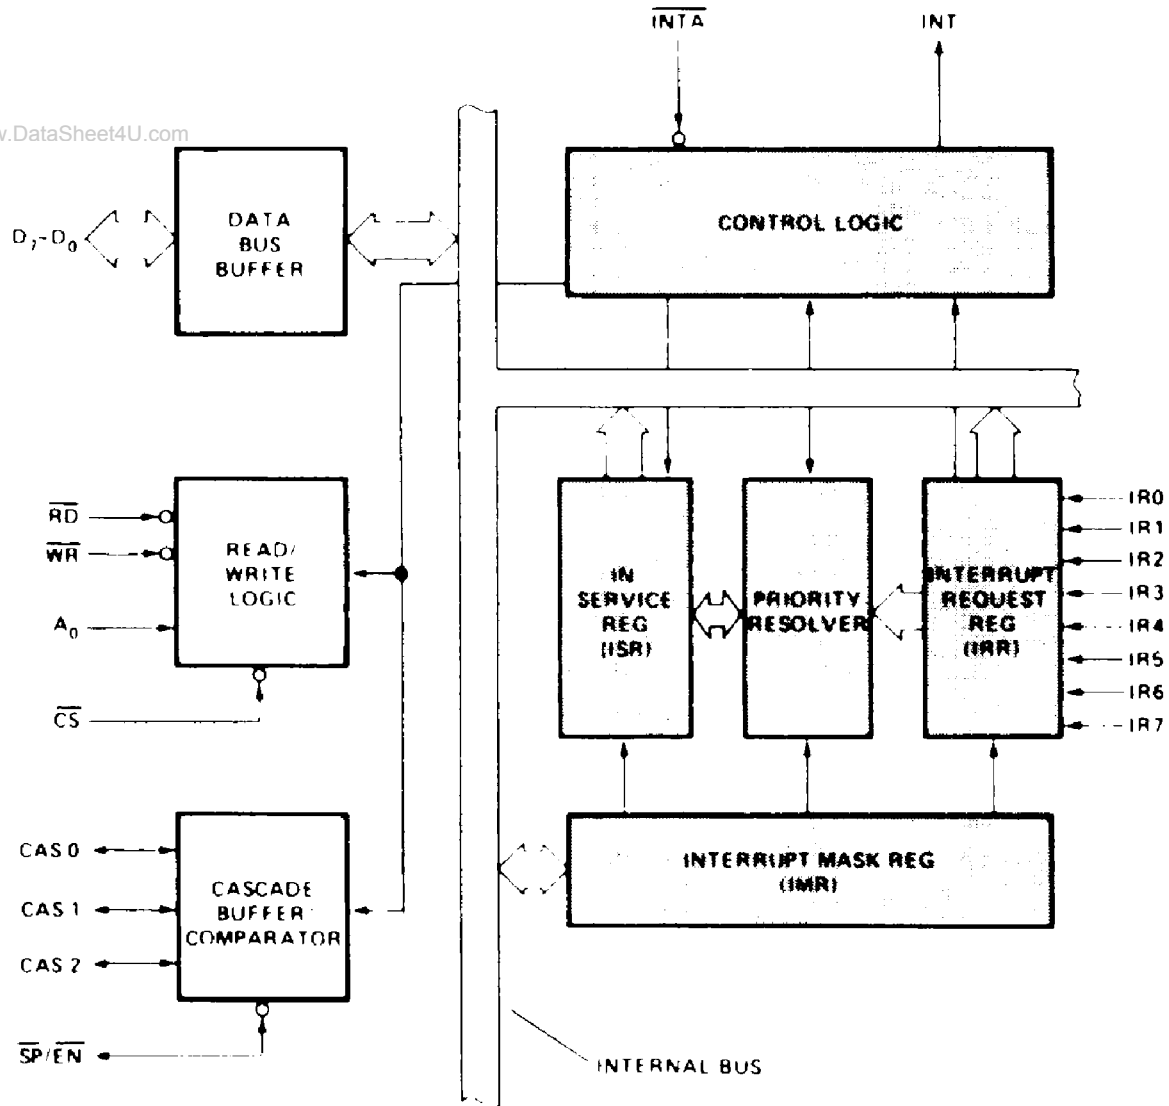 INTA
INT
w.DataSheet4U.com
DATA
BUS
BUFFER
D7-D0
CONTROL LOGIC
RD
WR
A0
CS
READ/
WRITE
LOGIC
IN
SERVICE
REG
(ISR)
PRIORITY
RESOLVER
INTERRUPT
REQUEST
REG
(IRR)
IR0
IR1
IR2
IR3
IR4
IR5
IR6
IR7
CAS 0
CAS 1
CAS 2
SP/EN
CASCADE
BUFFER
COMPARATOR
INTERRUPT MASK REG
(IMR)
INTERNAL BUS